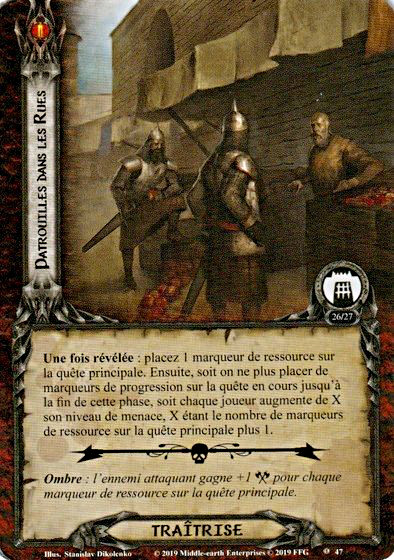 PATROUILLES DANS LES RUES
26/27
Une fois révélée : placez 1 marqueur de ressource sur
la quête principale. Ensuite, soit on ne plus placer de
marqueurs de progression sur la quête en cours jusqu'à
la fin de cette phase, soit chaque joueur augmente de X
son niveau de menace, X étant le nombre de marqueurs
de ressource sur la quête principale plus 1.
Ombre : l'ennemi attaquant gagne +1 pour chaque
marqueur de ressource sur la quête principale.
TRAÎTRISE
Illus. Stanislav Dikolenko © 2019 Middle-earth Enterprises © 2019 FFG 47